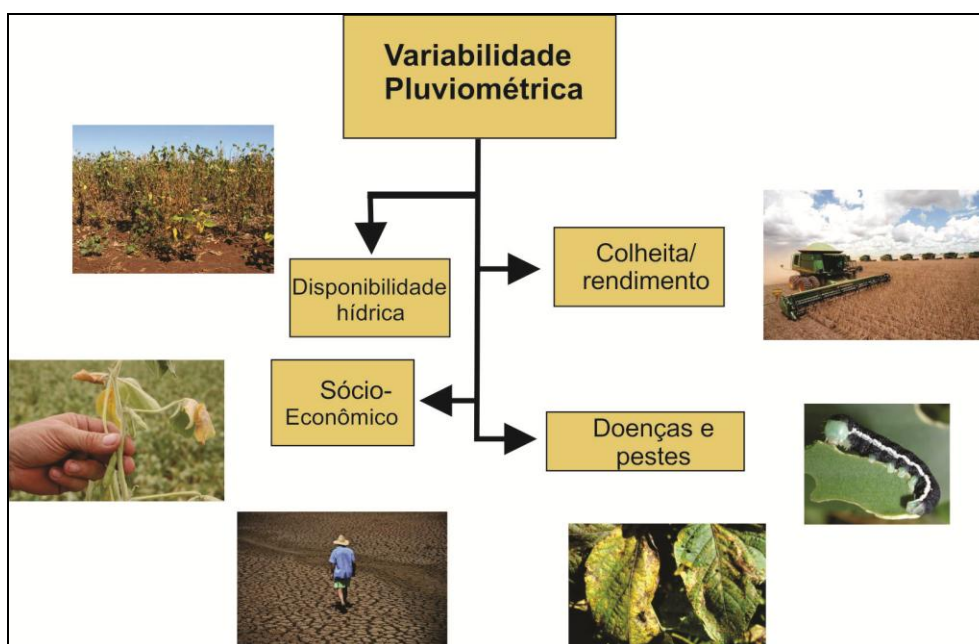 Variabilidade
Pluviométrica
Disponibilidade
hídrica
Colheita/
rendimento
Sócio-
Econômico
Doenças e
pestes